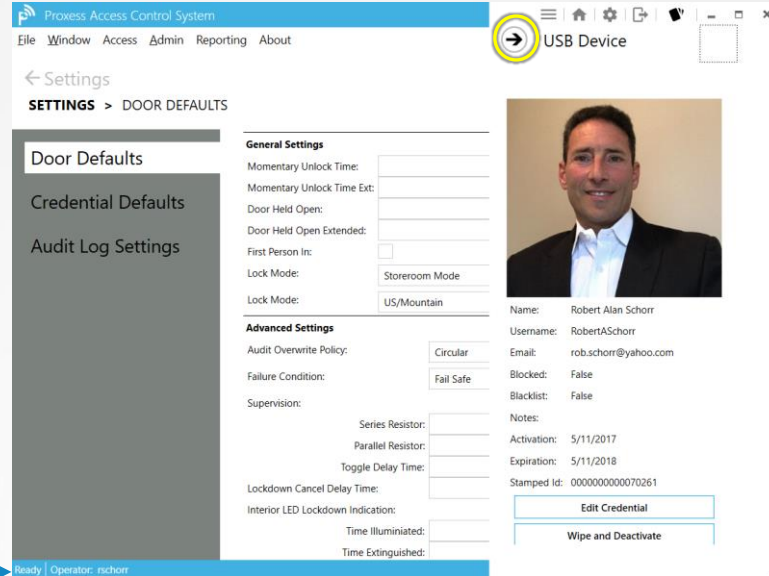 Proxess Access Control System
File Window Access Admin Reporting About
USB Device
Settings
SETTINGS > DOOR DEFAULTS
Door Defaults
Credential Defaults
Audit Log Settings
General Settings
Momentary Unlock Time:
Momentary Unlock Time Ext:
Door Held Open:
Door Held Open Extended:
First Person In:
Lock Mode: Storeroom Mode
Lock Mode: US/Mountain
Advanced Settings
Audit Overwrite Policy: Circular
Failure Condition: Fail Safe
Supervision:
Series Resistor:
Parallel Resistor:
Toggle Delay Time:
Lockdown Cancel Delay Time:
Interior LED Lockdown Indication:
Time Illuminiated:
Time Extinguished:
Name: Robert Alan Schorr
Username: RobertASchorr
Email: rob.schorr@yahoo.com
Blocked: False
Blacklist: False
Notes:
Activation: 5/11/2017
Expiration: 5/11/2018
Stamped Id: 0000000000070261
Edit Credential
Wipe and Deactivate
Ready Operator: rschorr